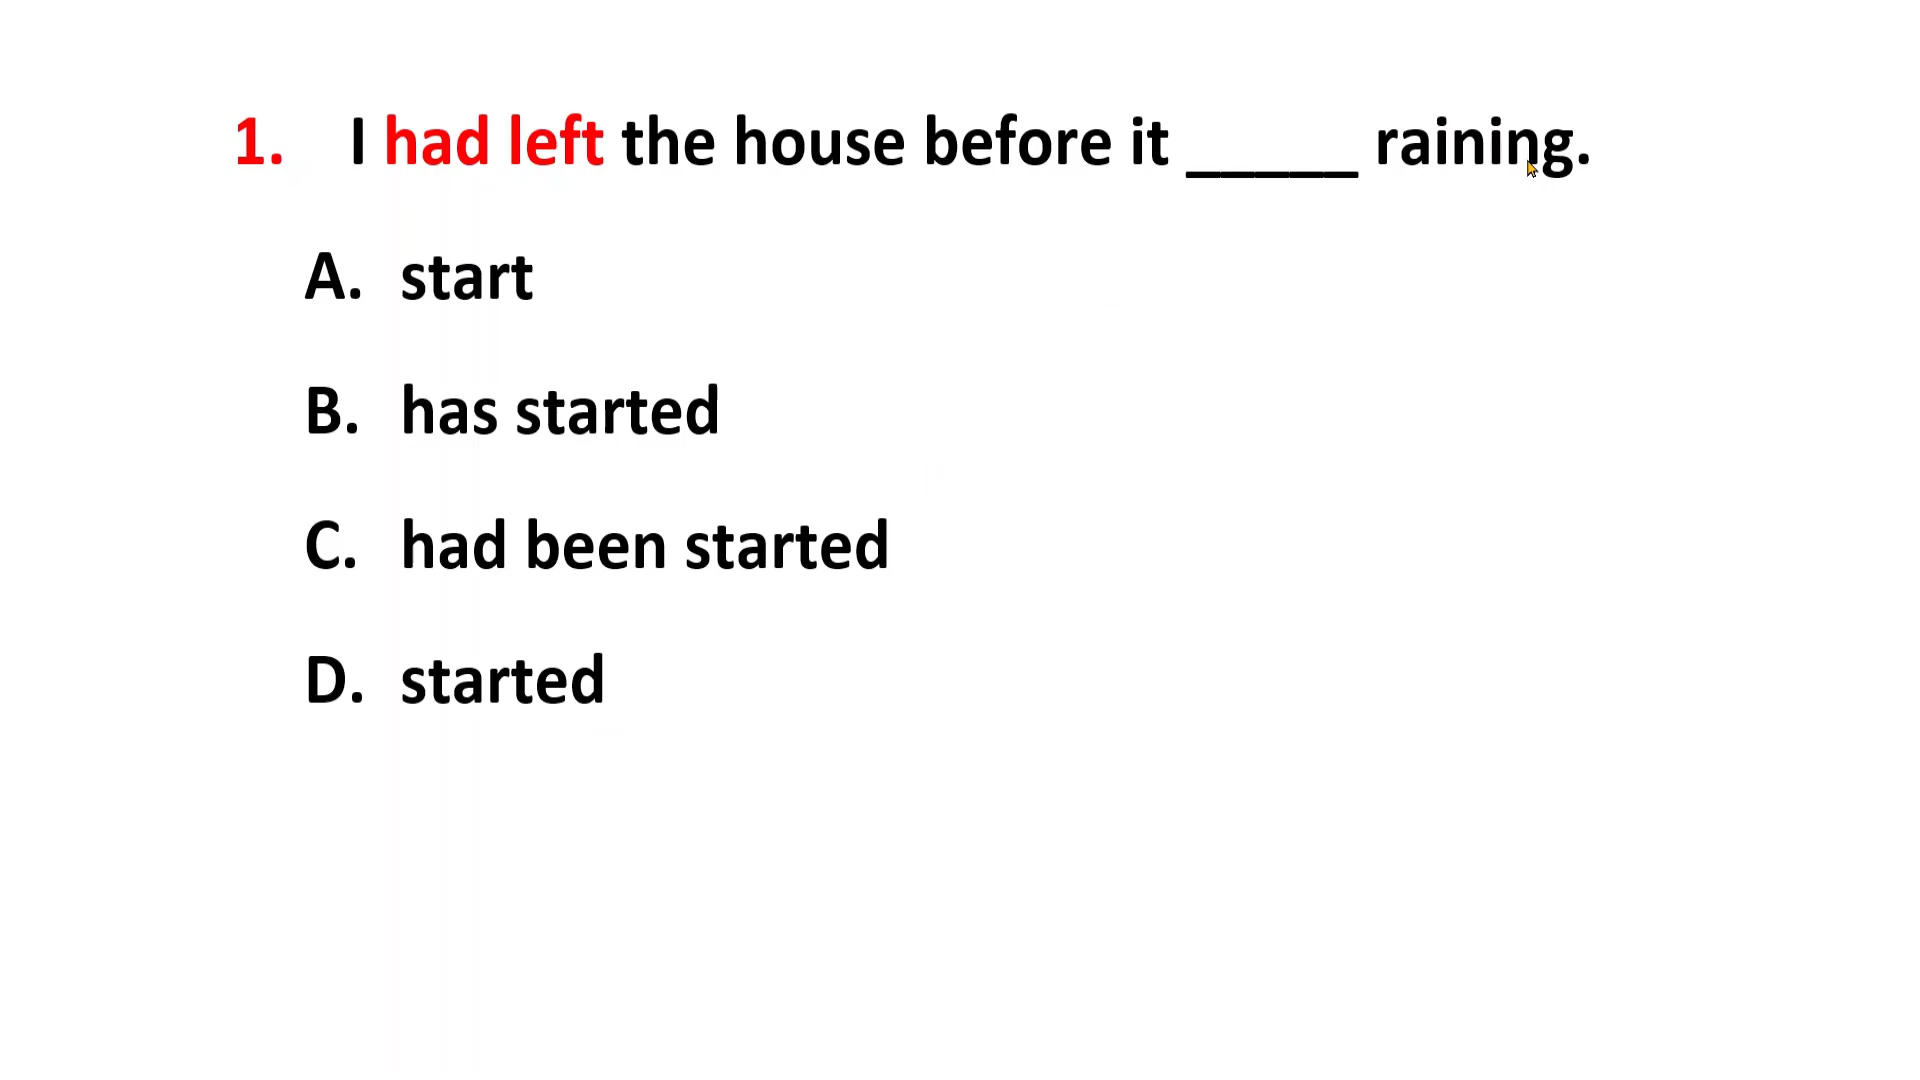 1. I had left the house before it _____ raining.
A. start
B. has started
C. had been started
D. started